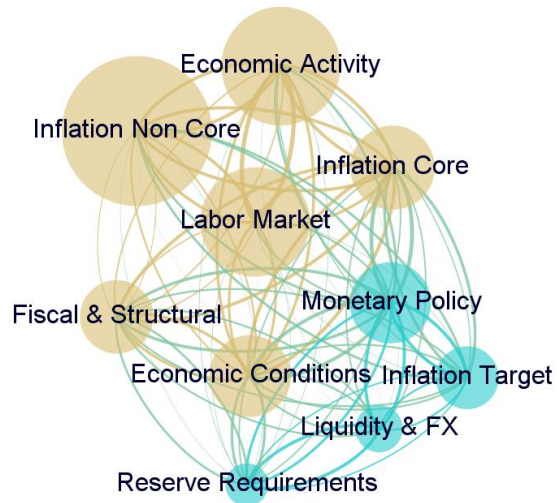 Economic Activity
Inflation Non Core
Inflation Core
Labor Market
Monetary Policy
Fiscal & Structural
Economic Conditions
Inflation Target
Liquidity & FX
Reserve Requirements